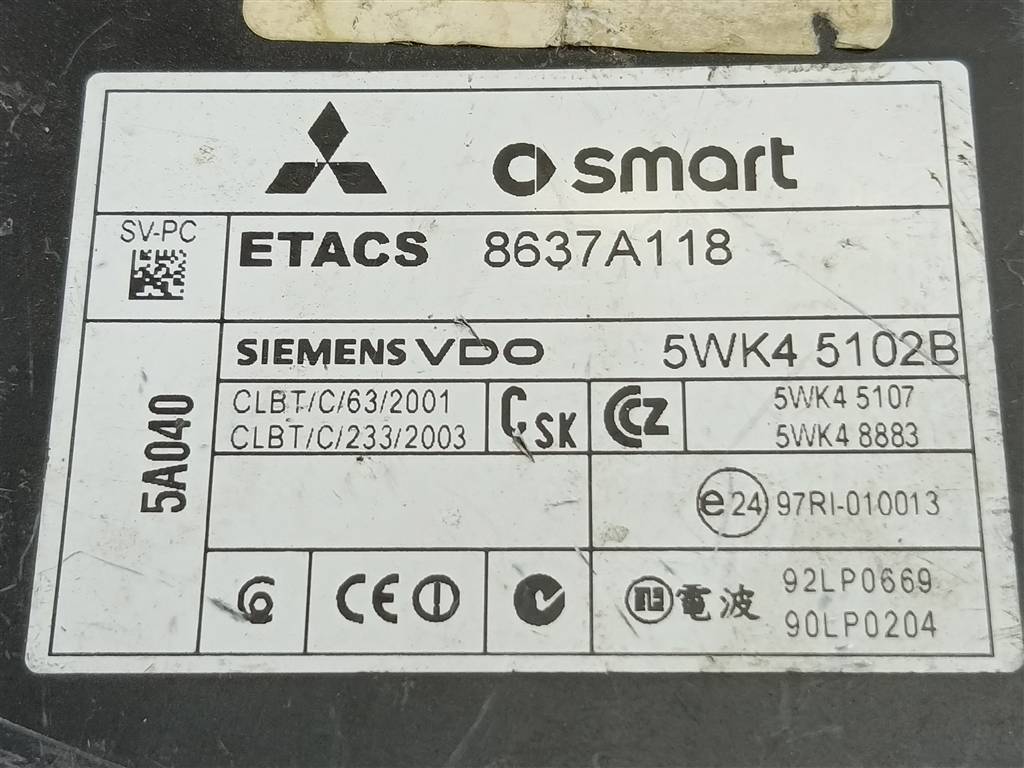 smart
SV-PC
ETACS 8637A118
SIEMENS VDO 5WK4 5102B
5A040
CLBT/C/63/2001
CLBT/C/233/2003
C SK
CCC Z
5WK4 5107
5WK4 8883
e24 97RI-010013
CE
電波
92LP0669
90LP0204